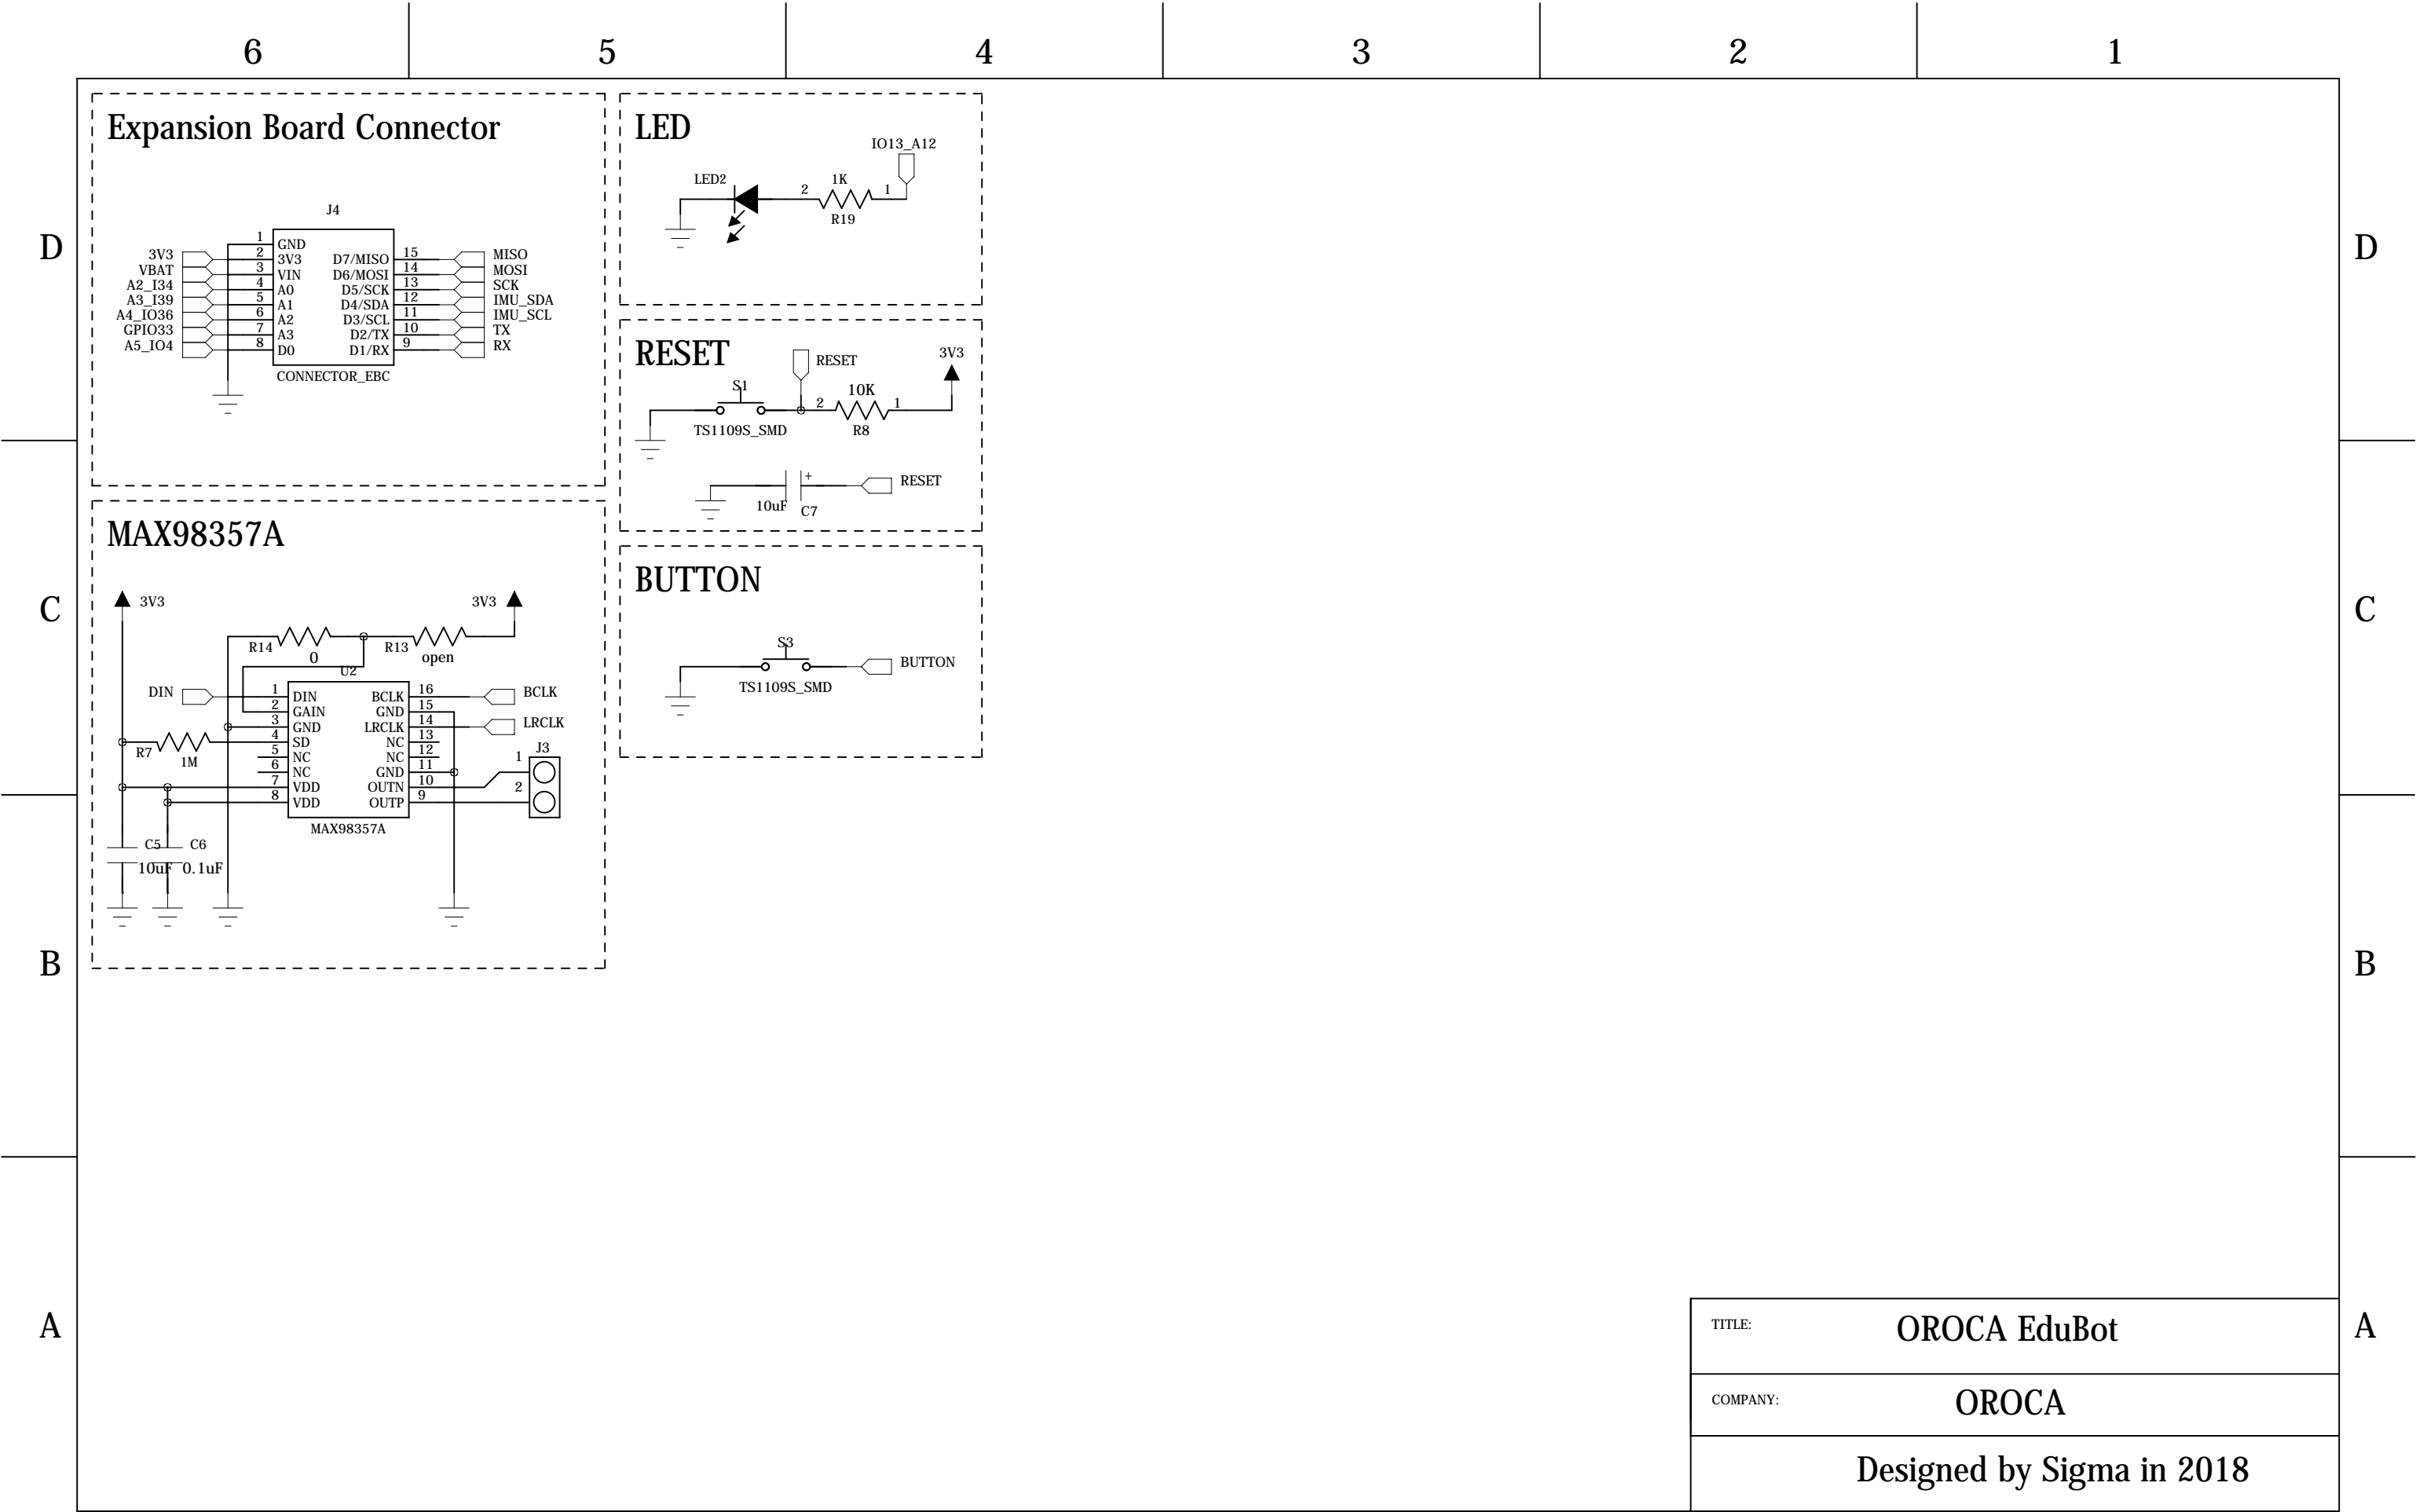 6 5 4 3 2 1
D
D
C
C
B
B
A
A
Expansion Board Connector
J4
3V3
VBAT
A2_I34
A3_I39
A4_IO36
GPIO33
A5_IO4
1 GND
2 3V3
3 VIN
4 A0
5 A1
6 A2
7 A3
8 D0
D7/MISO 15 MISO
D6/MOSI 14 MOSI
D5/SCK 13 SCK
D4/SDA 12 IMU_SDA
D3/SCL 11 IMU_SCL
D2/TX 10 TX
D1/RX 9 RX
CONNECTOR_EBC
LED
IO13_A12
LED2
2 1K 1
R19
RESET
RESET
3V3
S1
10K
2 1
TS1109S_SMD
R8
+
RESET
10uF
C7
MAX98357A
3V3
3V3
R14
0
R13
open
U2
DIN
1 DIN
2 GAIN
3 GND
4 SD
5 NC
6 NC
7 VDD
8 VDD
BCLK 16 BCLK
GND 15
LRCLK 14 LRCLK
NC 13
NC 12
GND 11
OUTN 10
OUTP 9
R7
1M
J3
1
2
MAX98357A
C5 C6
10uF 0.1uF
BUTTON
S3
BUTTON
TS1109S_SMD
TITLE: OROCA EduBot
COMPANY: OROCA
Designed by Sigma in 2018